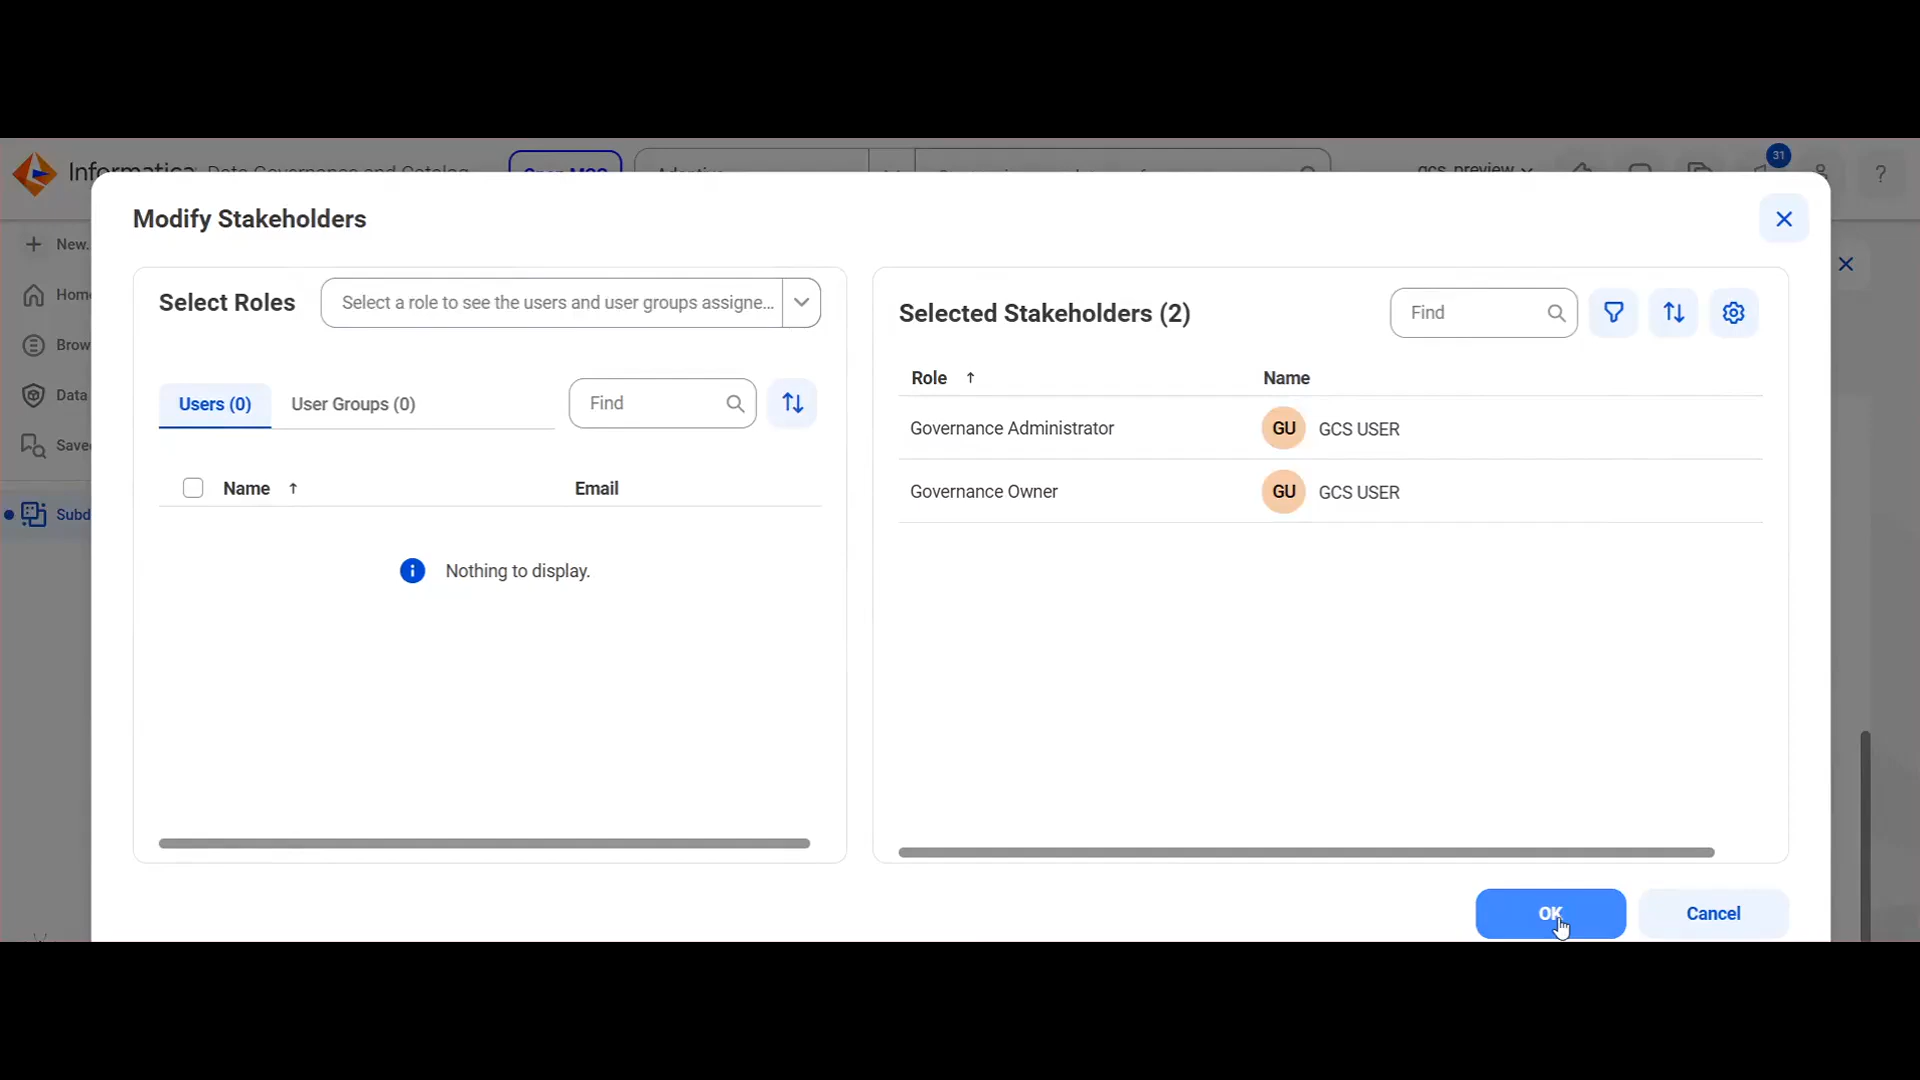 Informatica
31
?
Modify Stakeholders
New.
Home
Brow
Data
Save
Subd
Select Roles
Select a role to see the users and user groups assigne...
Users (0)
User Groups (0)
Find
Name ↑
Email
Nothing to display.
Selected Stakeholders (2)
Find
Role ↑
Name
Governance Administrator
GU
GCS USER
Governance Owner
GU
GCS USER
OK
Cancel